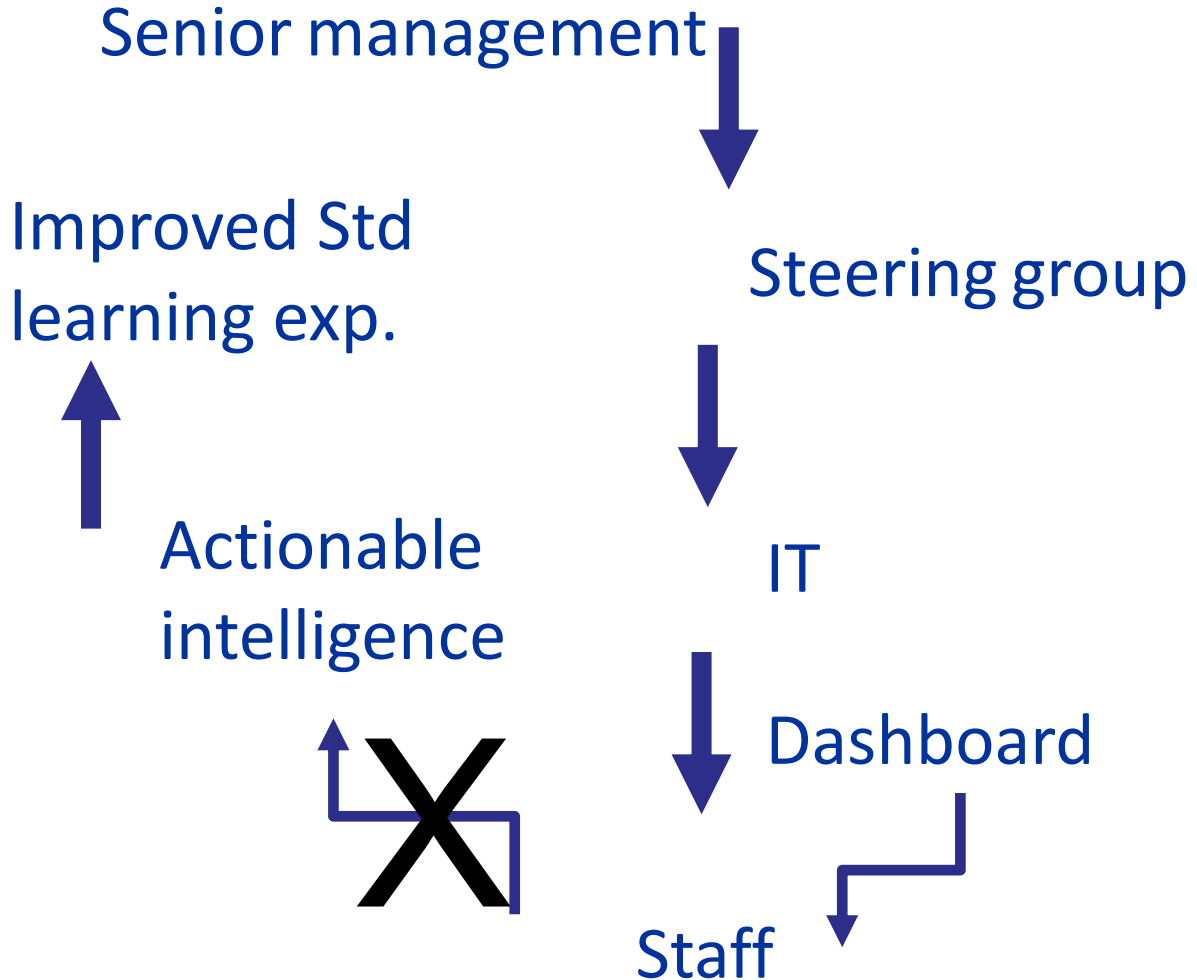 Senior management
Improved Std
learning exp.
Steering group
Actionable
intelligence
IT
Dashboard
X
Staff